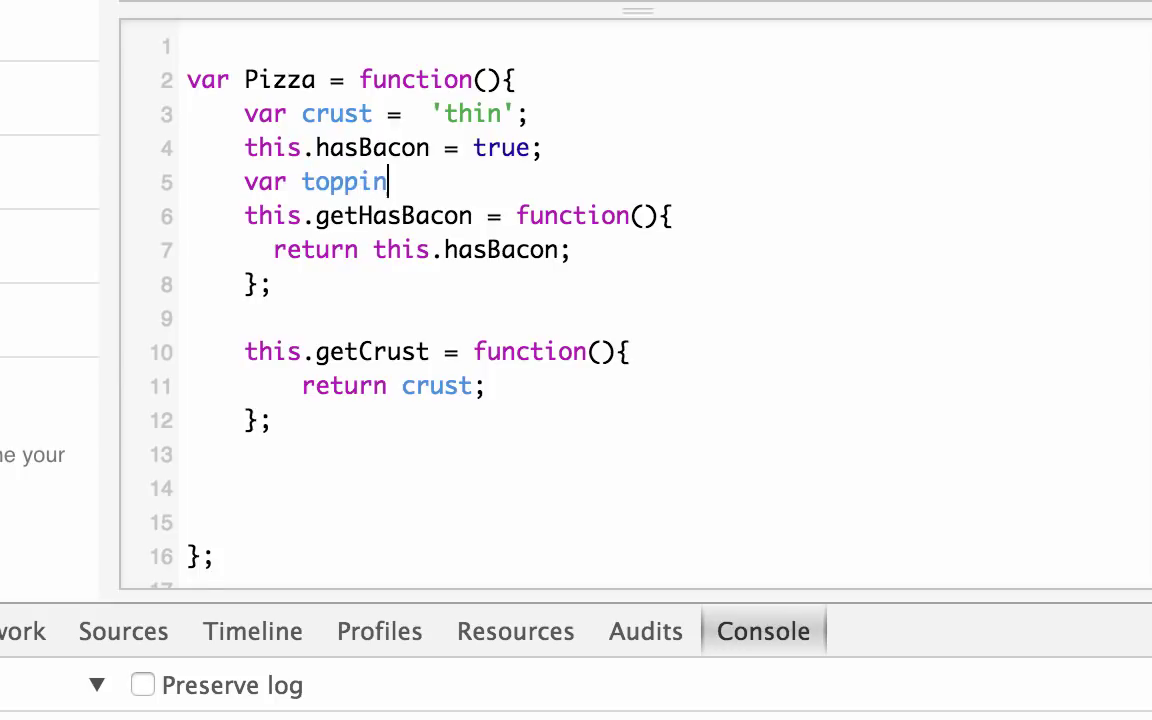 1
2 var Pizza = function(){
3 var crust =  'thin';
4 this.hasBacon = true;
5 var toppin
6 this.getHasBacon = function(){
7 return this.hasBacon;
8 };
9
10 this.getCrust = function(){
11 return crust;
12 };
13
ne your
14
15
16 };
17
work Sources Timeline Profiles Resources Audits Console
▼ Preserve log